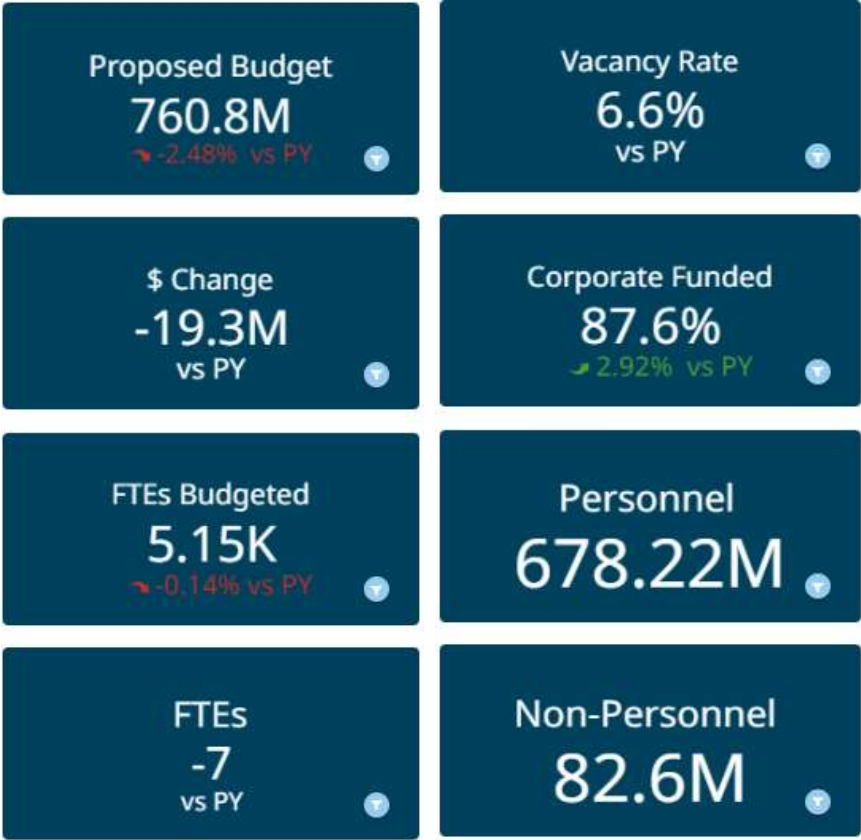 Proposed Budget
760.8M
-2.48% vs PY
Vacancy Rate
6.6%
vs PY
$ Change
-19.3M
vs PY
Corporate Funded
87.6%
2.92% vs PY
FTEs Budgeted
5.15K
-0.14% vs PY
Personnel
678.22M
FTEs
-7
vs PY
Non-Personnel
82.6M